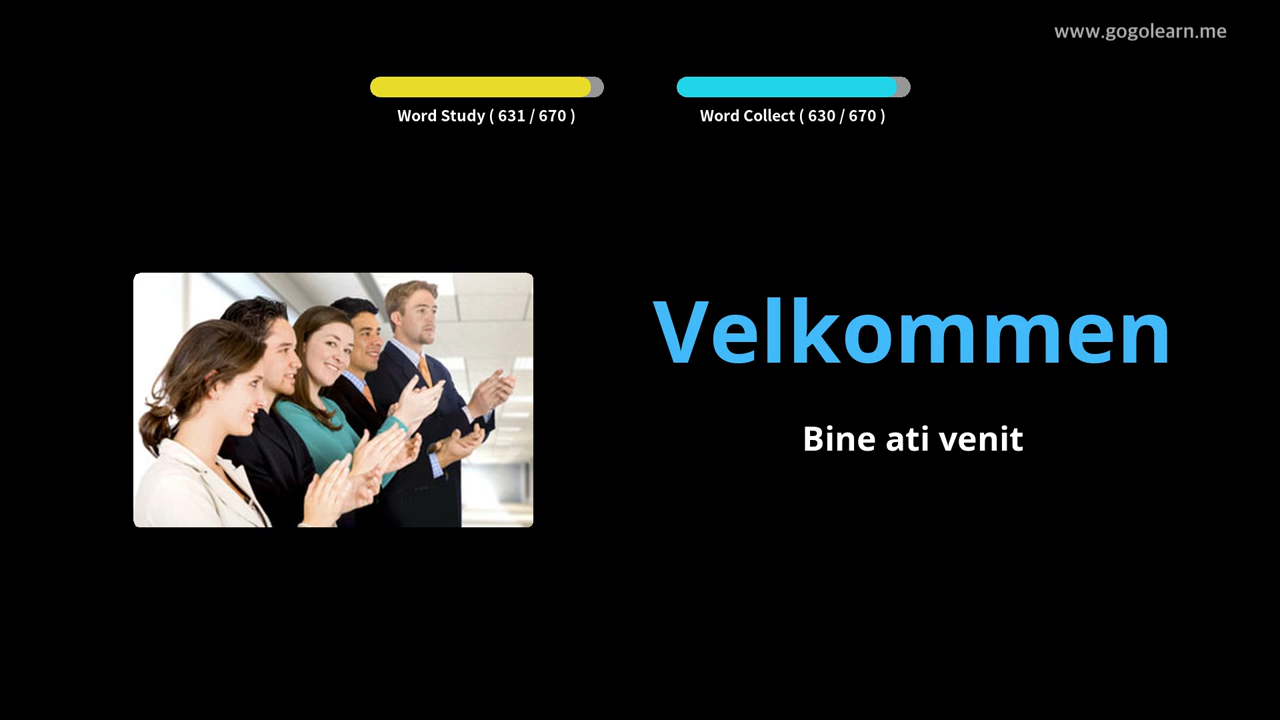 www.gogolearn.me
Word Study ( 631 / 670 )
Word Collect ( 630 / 670 )
Velkommen
Bine ati venit